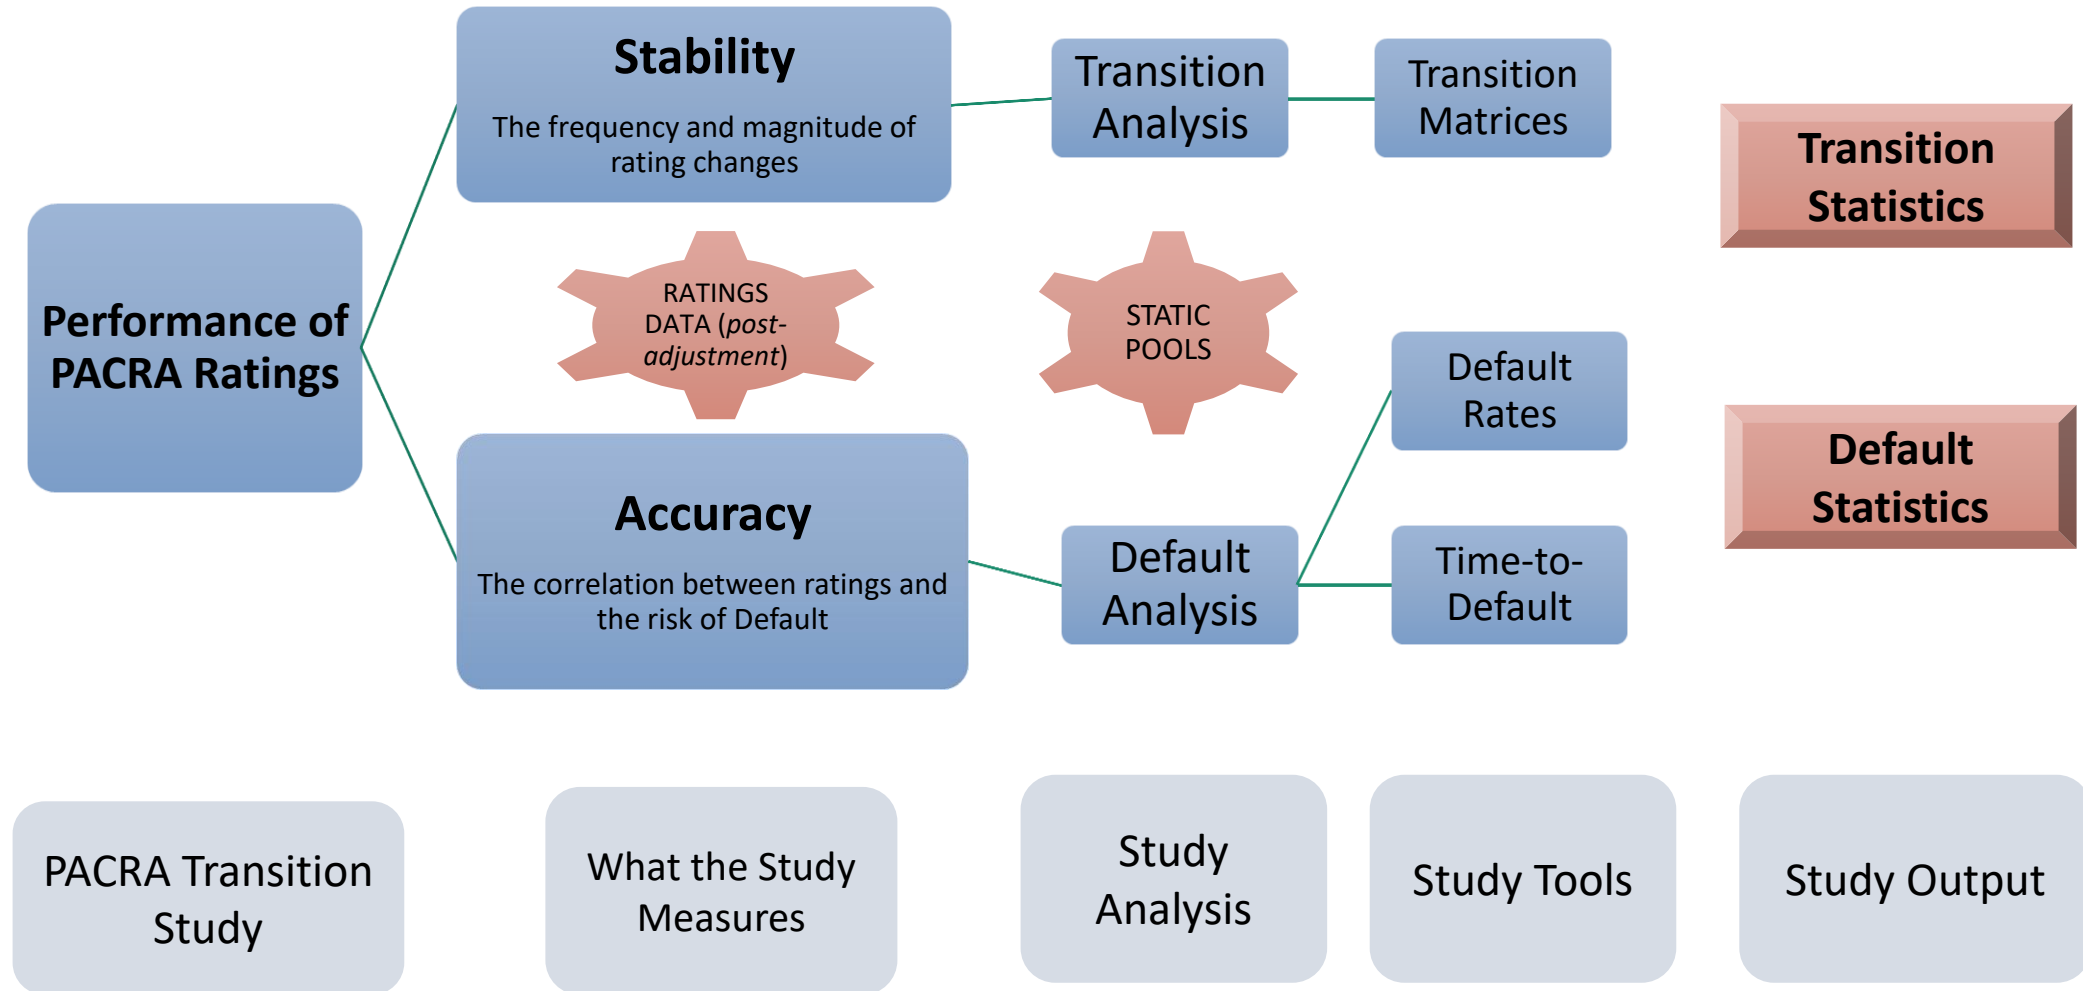 Performance of
PACRA Ratings
Stability
The frequency and magnitude of
rating changes
Transition
Analysis
Transition
Matrices
Transition
Statistics
RATINGS
DATA (post-
adjustment)
STATIC
POOLS
Accuracy
The correlation between ratings and
the risk of Default
Default
Analysis
Default
Rates
Time-to-
Default
Default
Statistics
PACRA Transition
Study
What the Study
Measures
Study
Analysis
Study Tools
Study Output